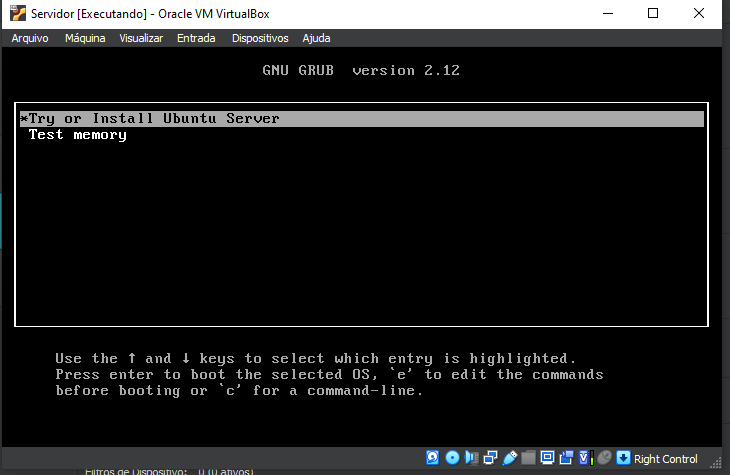 Servidor [Executando] - Oracle VM VirtualBox
Arquivo Máquina Visualizar Entrada Dispositivos Ajuda
GNU GRUB version 2.12
*Try or Install Ubuntu Server
Test memory
Use the ↑ and ↓ keys to select which entry is highlighted.
Press enter to boot the selected OS, `e' to edit the commands
before booting or `c' for a command-line.
Right Control
Filtros de Dispositivo: 0 (0 ativos)